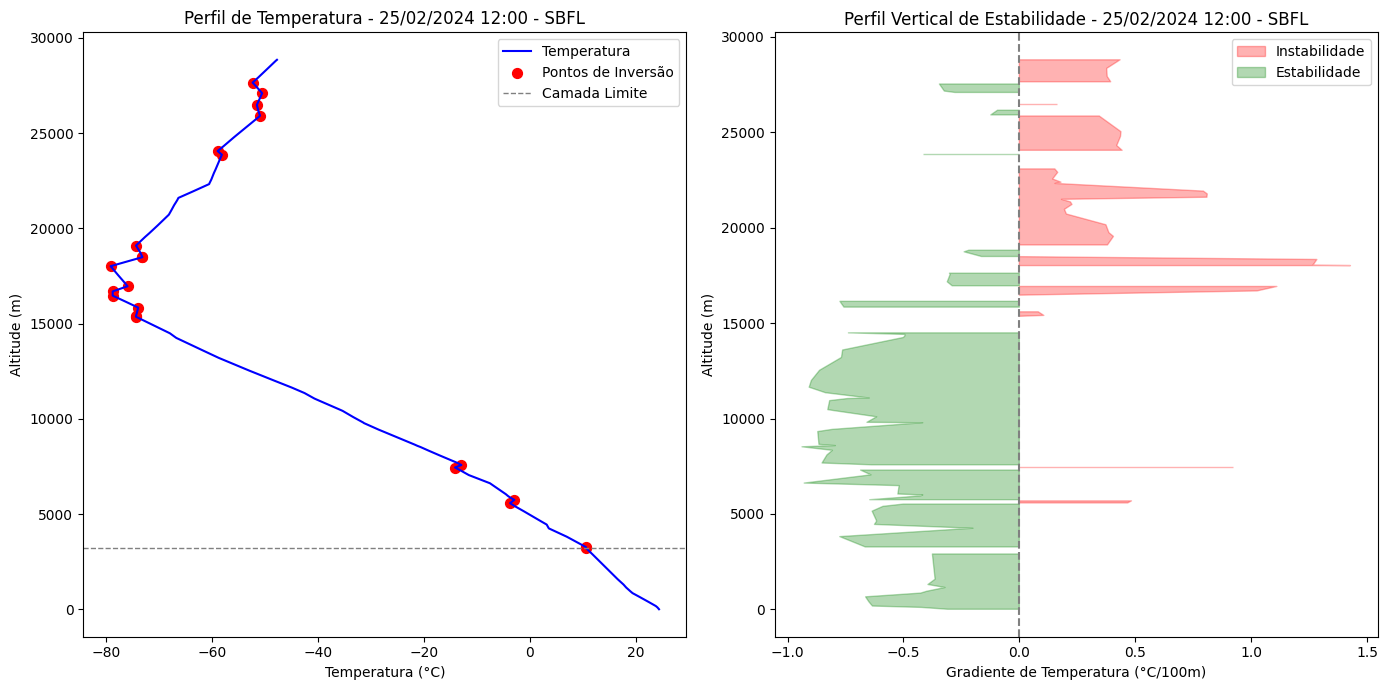 Perfil de Temperatura - 25/02/2024 12:00 - SBFL
Temperatura
Pontos de Inversão
Camada Limite
30000
25000
20000
15000
10000
5000
0
Altitude (m)
−80
−60
−40
−20
0
20
Temperatura (°C)
Perfil Vertical de Estabilidade - 25/02/2024 12:00 - SBFL
Instabilidade
Estabilidade
30000
25000
20000
15000
10000
5000
0
Altitude (m)
−1.0
−0.5
0.0
0.5
1.0
1.5
Gradiente de Temperatura (°C/100m)